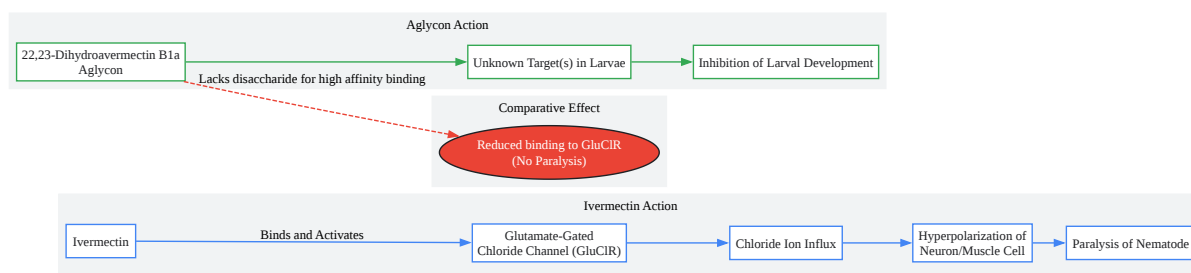 Aglycon Action
22,23-Dihydroavermectin B1a
Aglycon
Unknown Target(s) in Larvae
Inhibition of Larval Development
Lacks disaccharide for high affinity binding
Comparative Effect
Reduced binding to GluClR
(No Paralysis)
Ivermectin Action
Ivermectin
Binds and Activates
Glutamate-Gated
Chloride Channel (GluClR)
Chloride Ion Influx
Hyperpolarization of
Neuron/Muscle Cell
Paralysis of Nematode